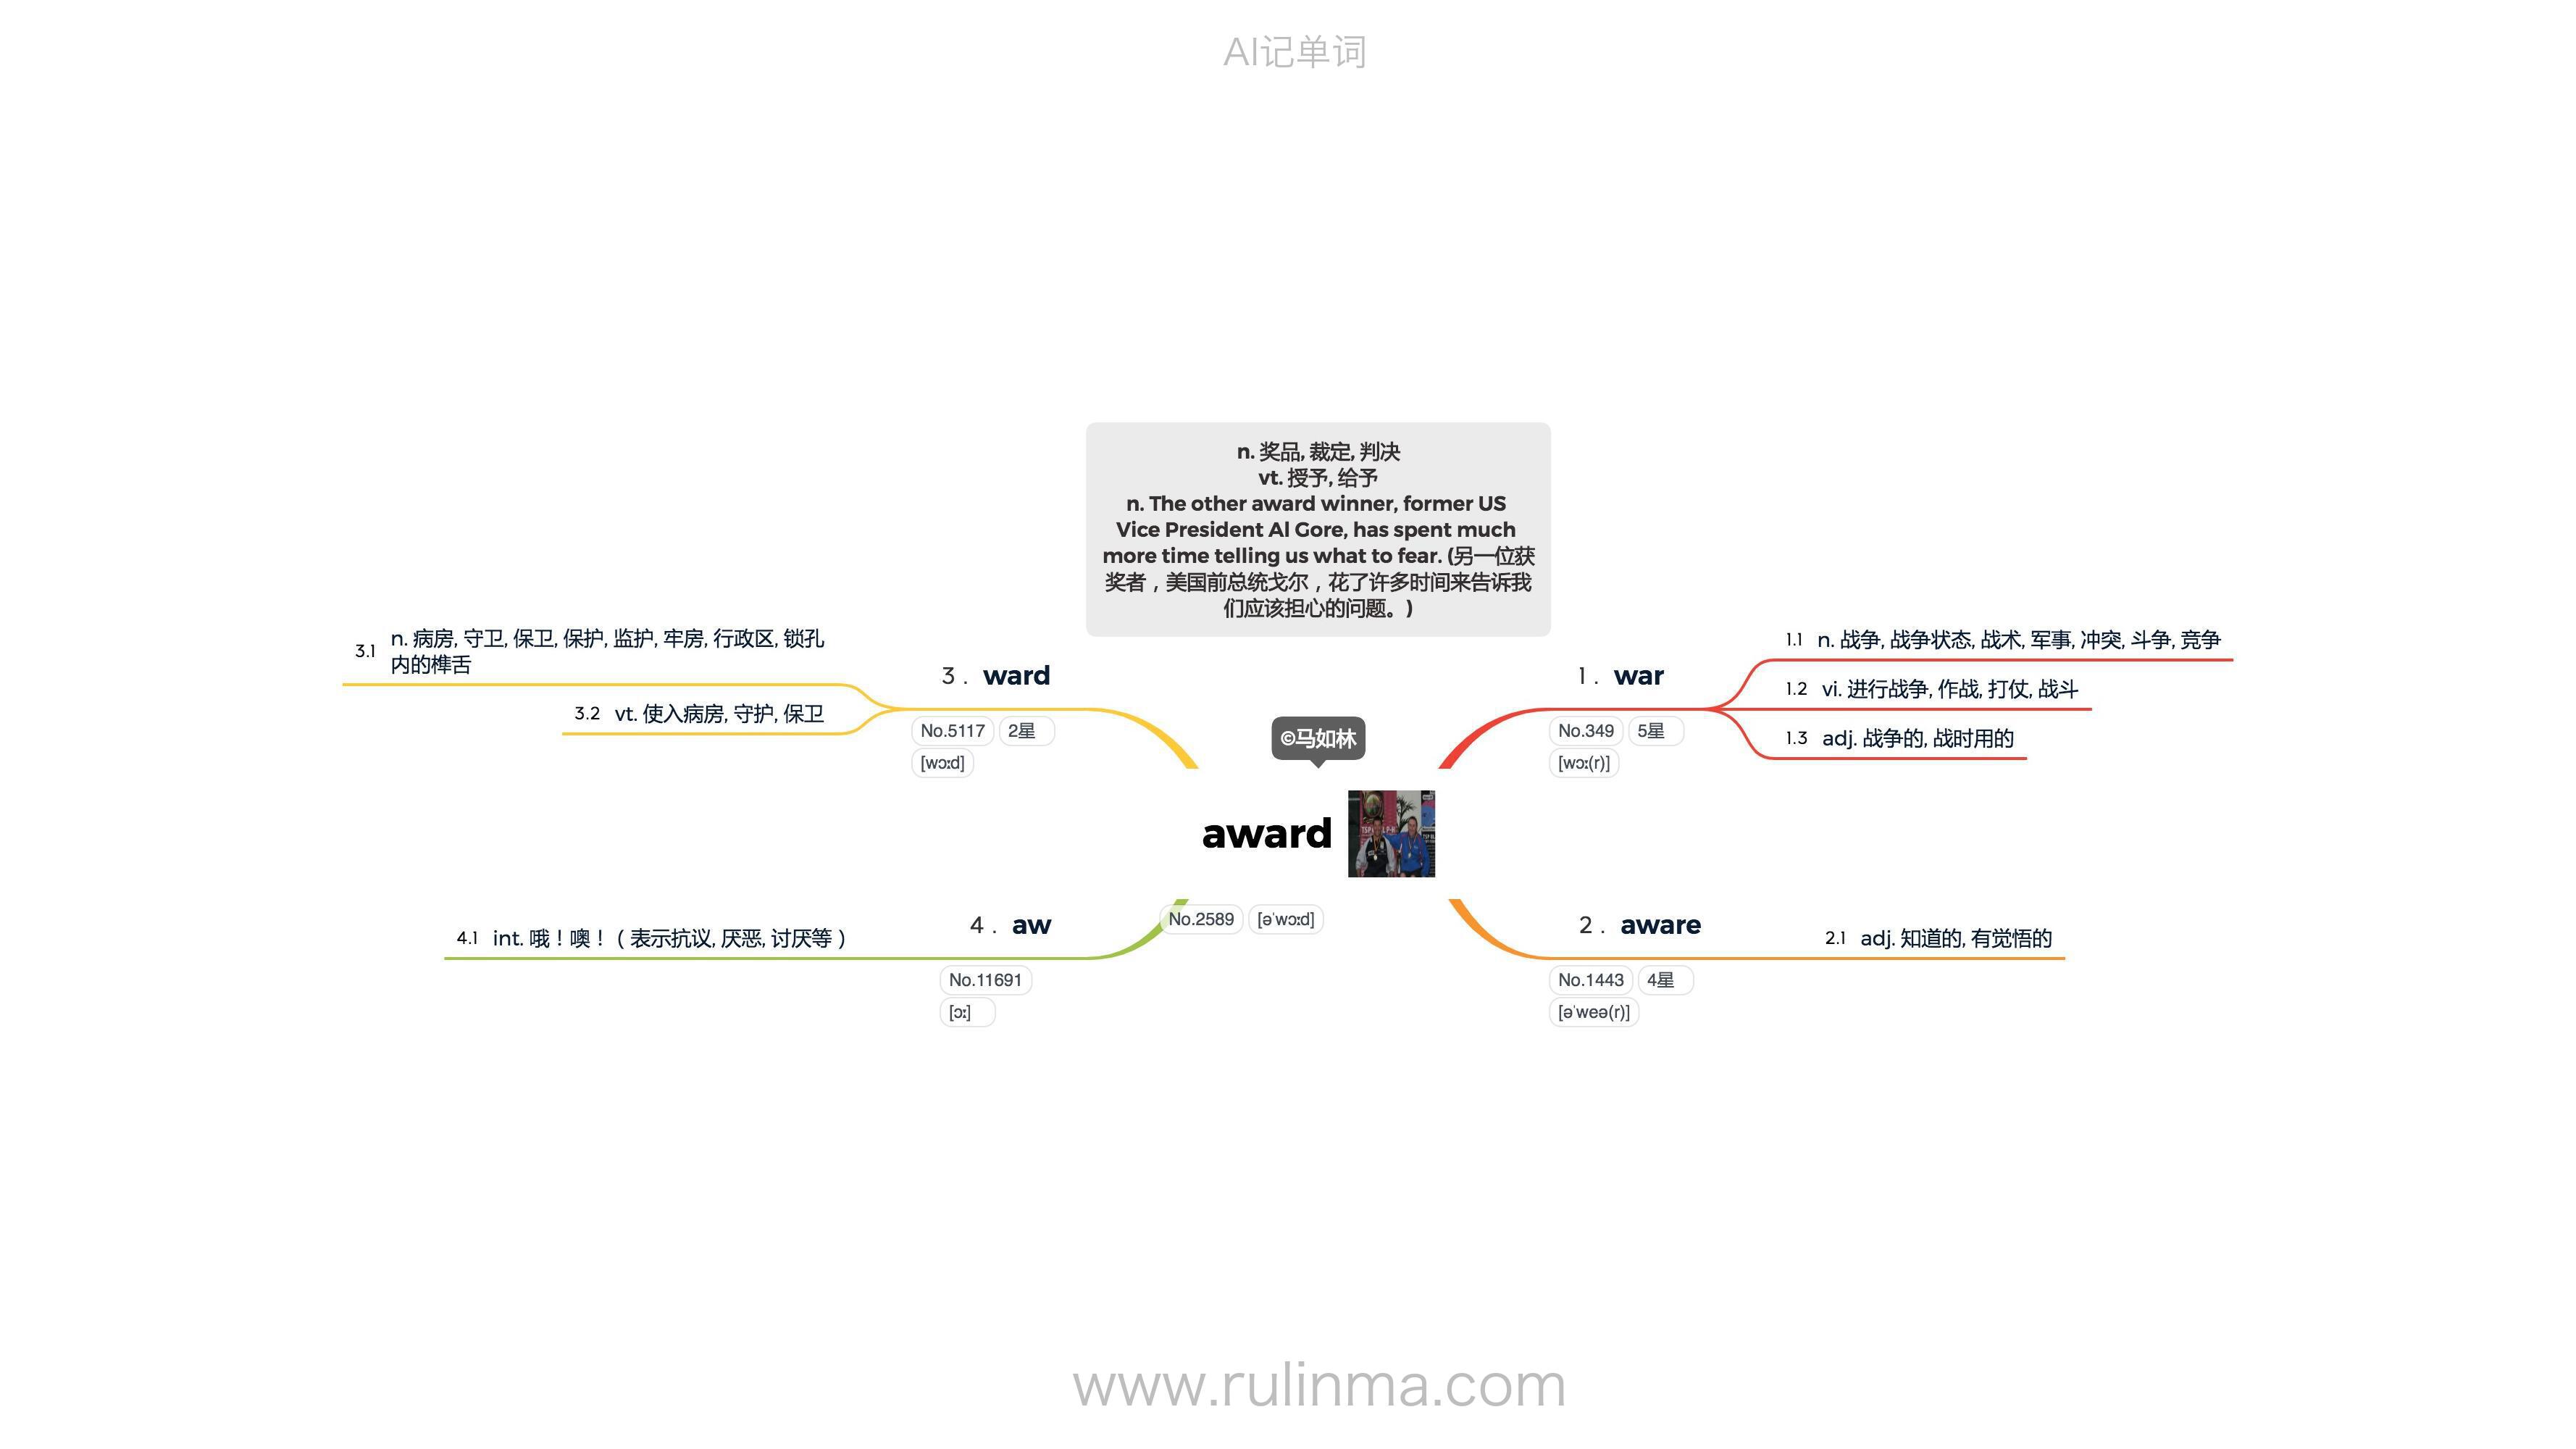 AI记单词
n. 奖品, 裁定, 判决
vt. 授予, 给予
n. The other award winner, former US
Vice President Al Gore, has spent much
more time telling us what to fear. (另一位获
奖者，美国前总统戈尔，花了许多时间来告诉我
们应该担心的问题。)
©马如林
award
No.2589 [əˈwɔːd]
1. war
No.349 5星
[wɔː(r)]
1.1 n. 战争, 战争状态, 战术, 军事, 冲突, 斗争, 竞争
1.2 vi. 进行战争, 作战, 打仗, 战斗
1.3 adj. 战争的, 战时用的
2. aware
No.1443 4星
[əˈweə(r)]
2.1 adj. 知道的, 有觉悟的
3. ward
No.5117 2星
[wɔːd]
3.1 n. 病房, 守卫, 保卫, 保护, 监护, 牢房, 行政区, 锁孔
内的榫舌
3.2 vt. 使入病房, 守护, 保卫
4. aw
No.11691
[ɔː]
4.1 int. 哦！噢！（表示抗议, 厌恶, 讨厌等）
www.rulinma.com